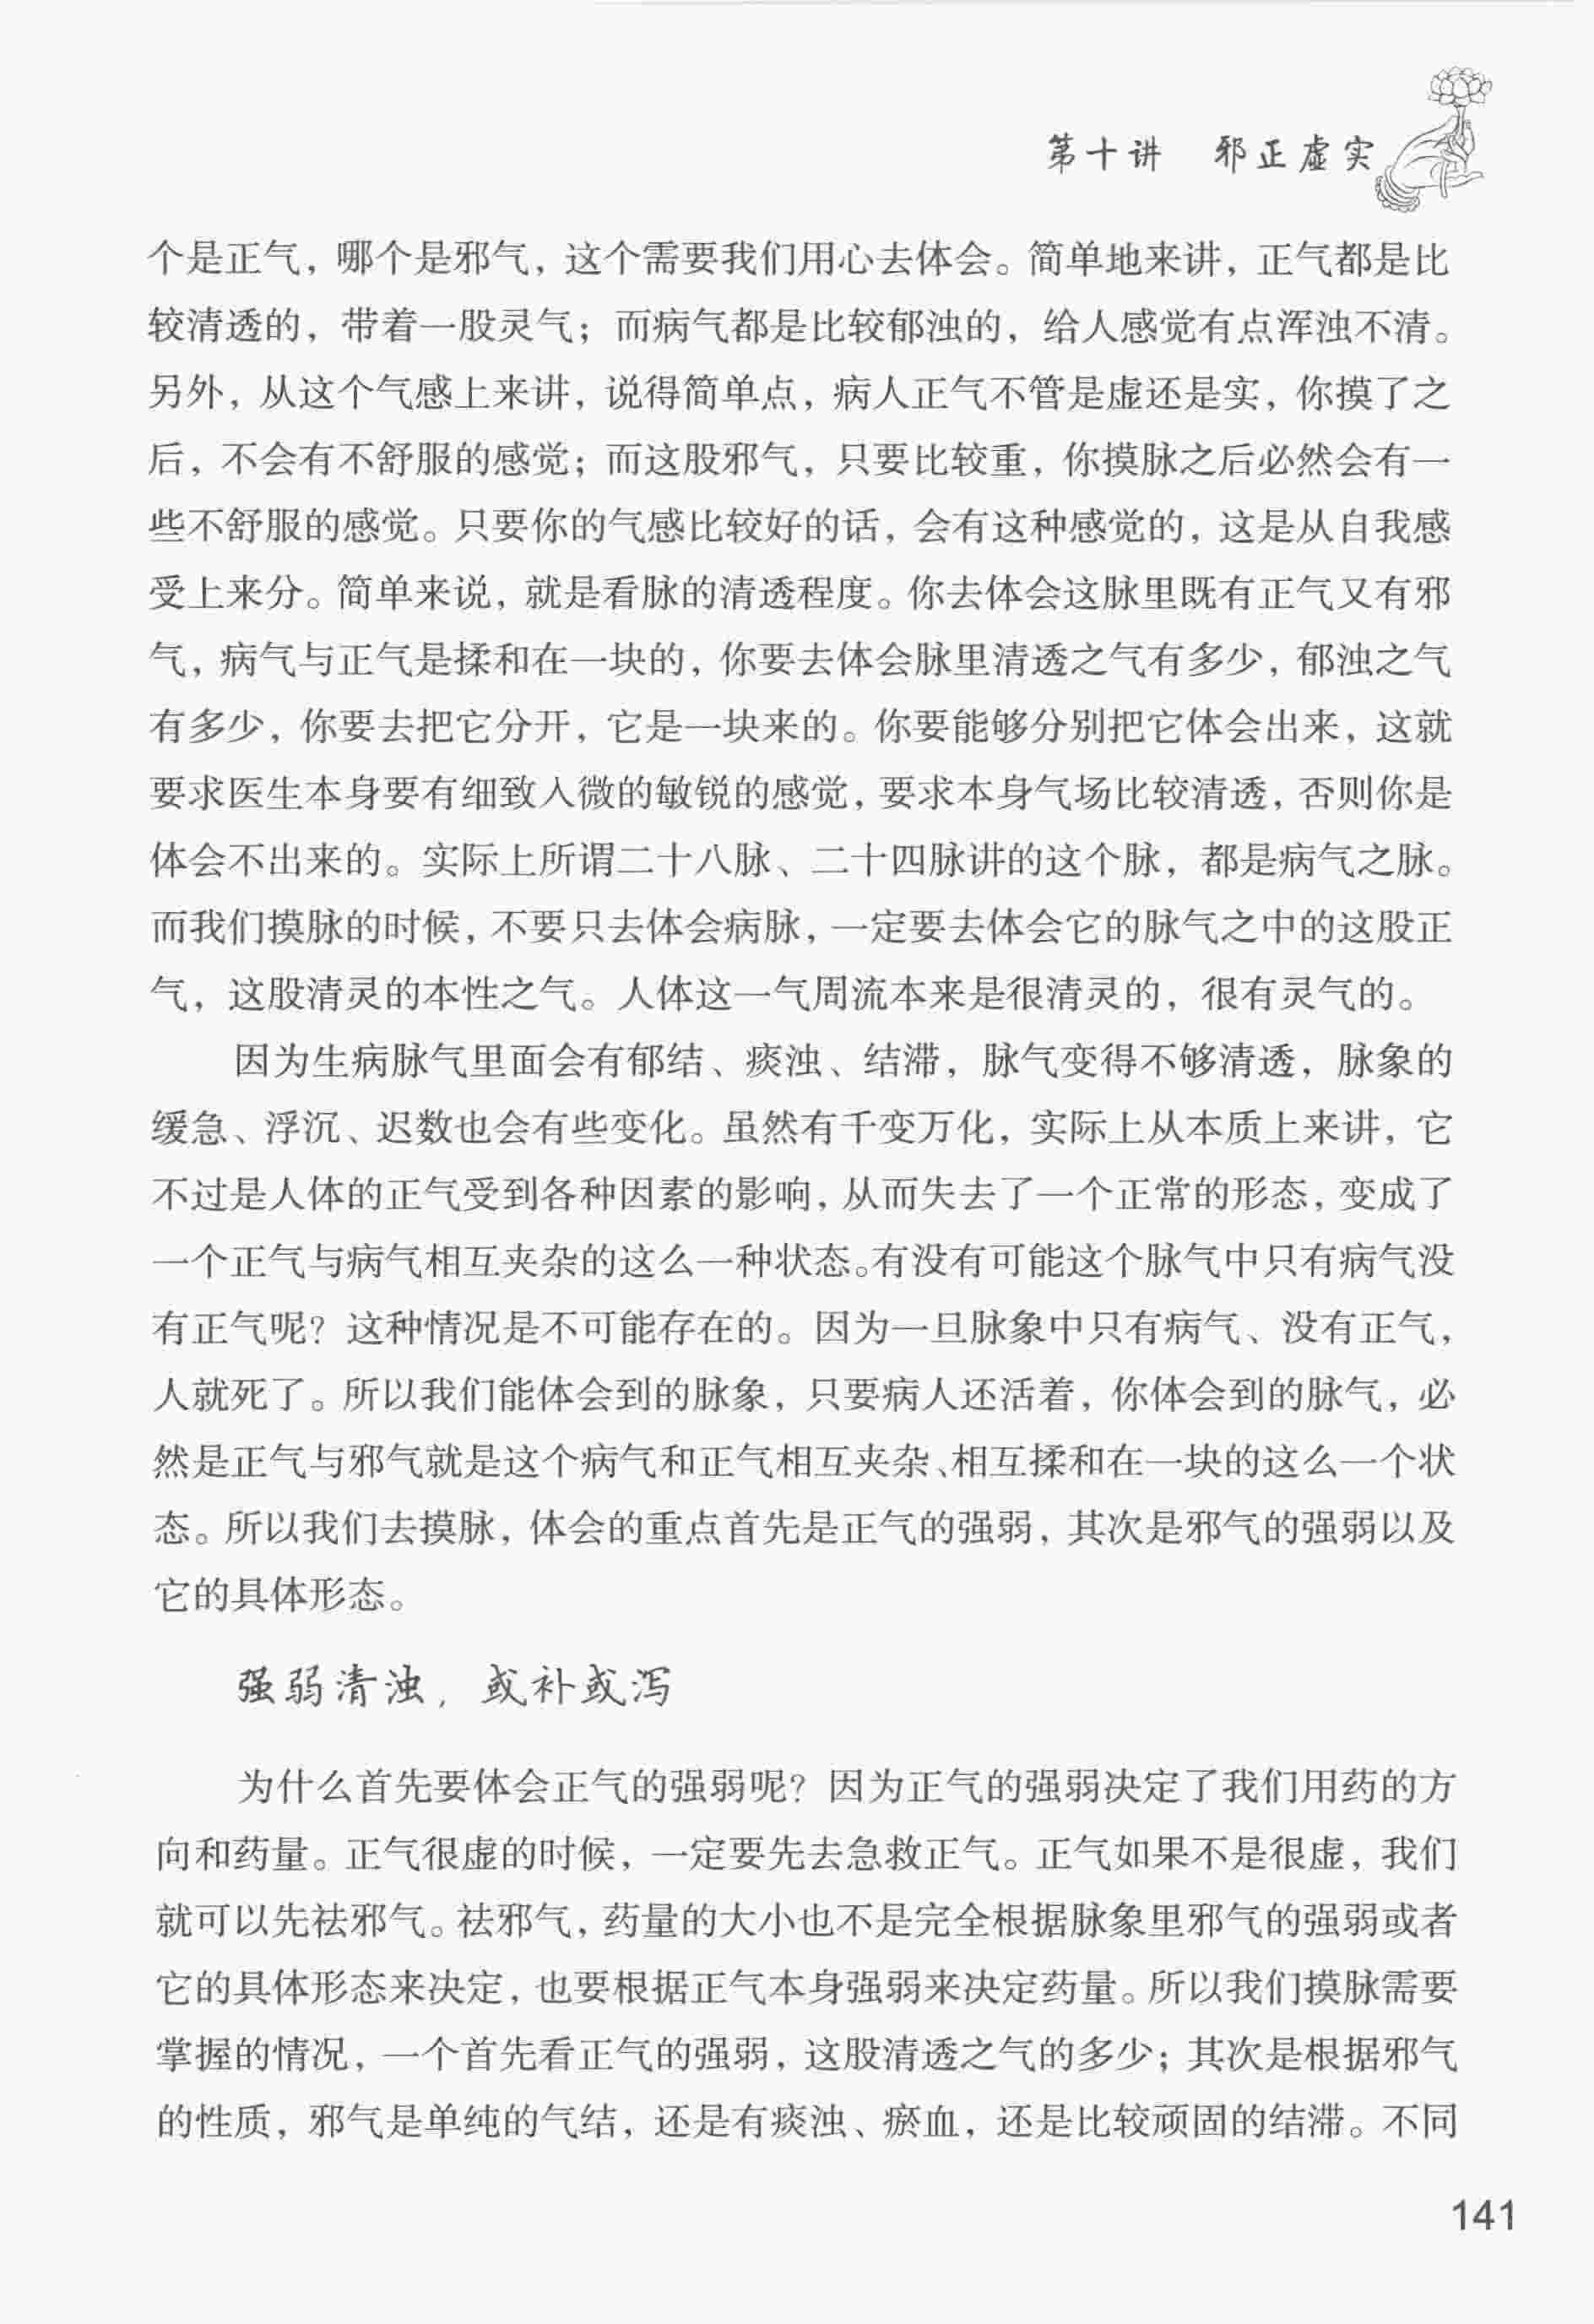 第十讲 邪正虚实
个是正气，哪个是邪气，这个需要我们用心去体会。简单地来讲，正气都是比
较清透的，带着一股灵气；而病气都是比较郁浊的，给人感觉有点浑浊不清。
另外，从这个气感上来讲，说得简单点，病人正气不管是虚还是实，你摸了之
后，不会有不舒服的感觉；而这股邪气，只要比较重，你摸脉之后必然会有一
些不舒服的感觉。只要你的气感比较好的话，会有这种感觉的，这是从自我感
受上来分。简单来说，就是看脉的清透程度。你去体会这脉里既有正气又有邪
气，病气与正气是揉和在一块的，你要去体会脉里清透之气有多少，郁浊之气
有多少，你要去把它分开，它是一块来的。你要能够分别把它体会出来，这就
要求医生本身要有细致入微的敏锐的感觉，要求本身气场比较清透，否则你是
体会不出来的。实际上所谓二十八脉、二十四脉讲的这个脉，都是病气之脉。
而我们摸脉的时候，不要只去体会病脉，一定要去体会它的脉气之中的这股正
气，这股清灵的本性之气。人体这一气周流本来是很清灵的，很有灵气的。
因为生病脉气里面会有郁结、痰浊、结滞，脉气变得不够清透，脉象的
缓急、浮沉、迟数也会有些变化。虽然有千变万化，实际上从本质上来讲，它
不过是人体的正气受到各种因素的影响，从而失去了一个正常的形态，变成了
一个正气与病气相互夹杂的这么一种状态。有没有可能这个脉气中只有病气没
有正气呢？这种情况是不可能存在的。因为一旦脉象中只有病气、没有正气，
人就死了。所以我们能体会到的脉象，只要病人还活着，你体会到的脉气，必
然是正气与邪气就是这个病气和正气相互夹杂、相互揉和在一块的这么一个状
态。所以我们去摸脉，体会的重点首先是正气的强弱，其次是邪气的强弱以及
它的具体形态。
强弱清浊，或补或泻
为什么首先要体会正气的强弱呢？因为正气的强弱决定了我们用药的方
向和药量。正气很虚的时候，一定要先去急救正气。正气如果不是很虚，我们
就可以先祛邪气。祛邪气，药量的大小也不是完全根据脉象里邪气的强弱或者
它的具体形态来决定，也要根据正气本身强弱来决定药量。所以我们摸脉需要
掌握的情况，一个首先看正气的强弱，这股清透之气的多少；其次是根据邪气
的性质，邪气是单纯的气结，还是有痰浊、瘀血，还是比较顽固的结滞。不同
141